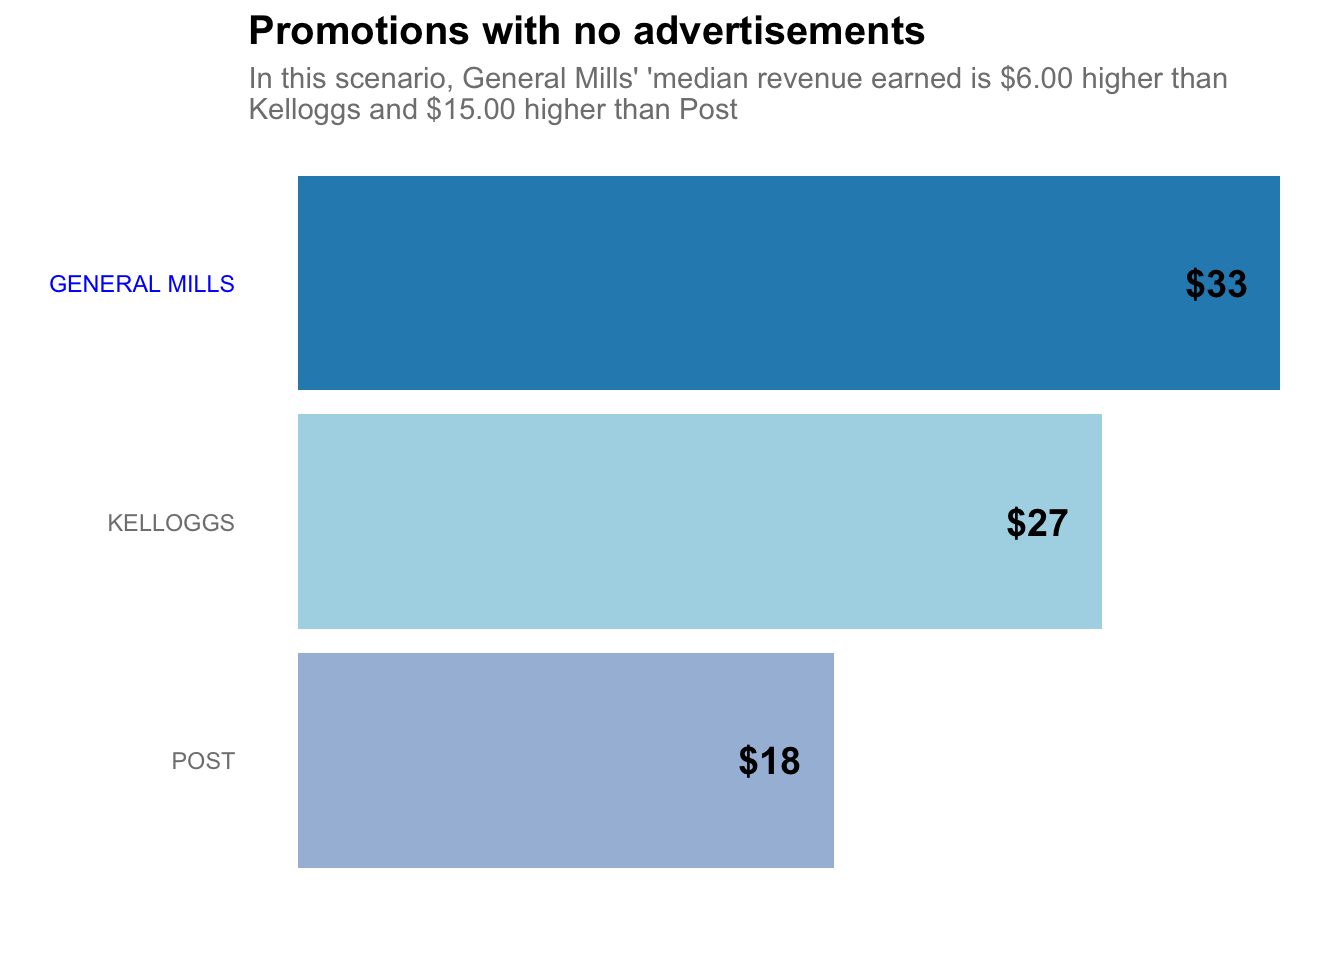 Promotions with no advertisements
In this scenario, General Mills' 'median revenue earned is $6.00 higher than
Kelloggs and $15.00 higher than Post
GENERAL MILLS
$33
KELLOGGS
$27
POST
$18